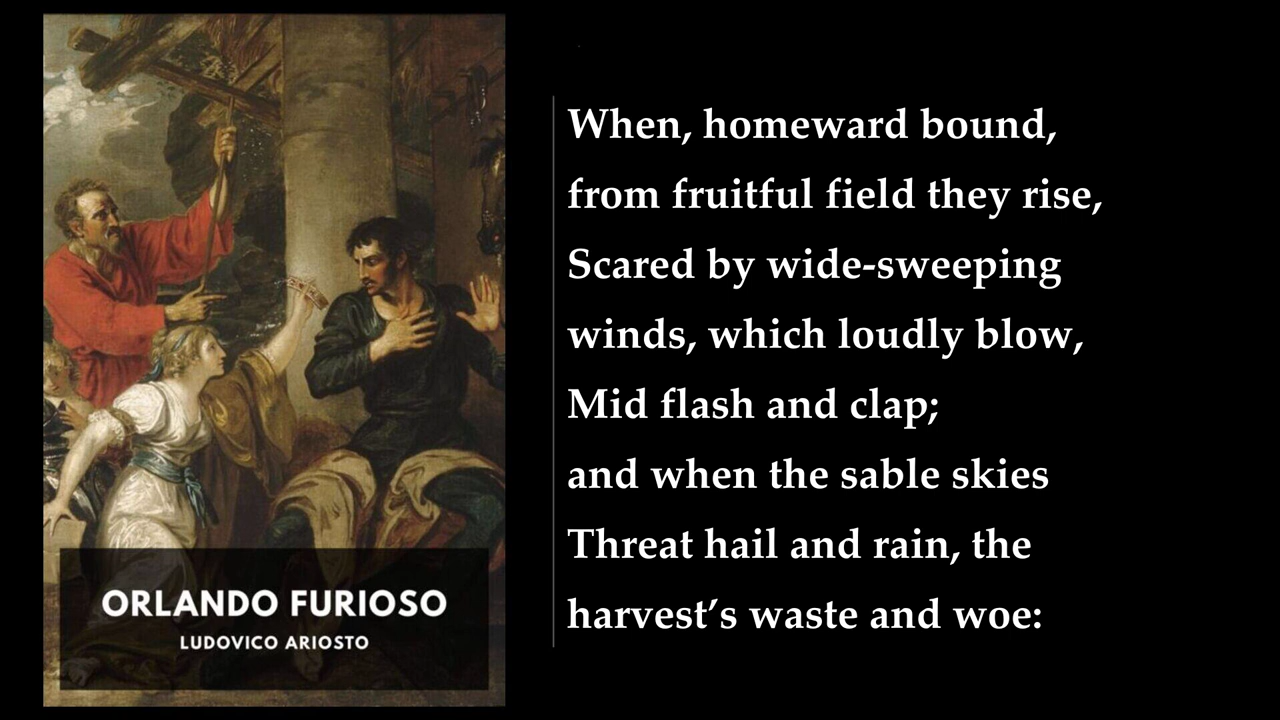 ORLANDO FURIOSO
LUDOVICO ARIOSTO
When, homeward bound,
from fruitful field they rise,
Scared by wide-sweeping
winds, which loudly blow,
Mid flash and clap;
and when the sable skies
Threat hail and rain, the
harvest’s waste and woe: